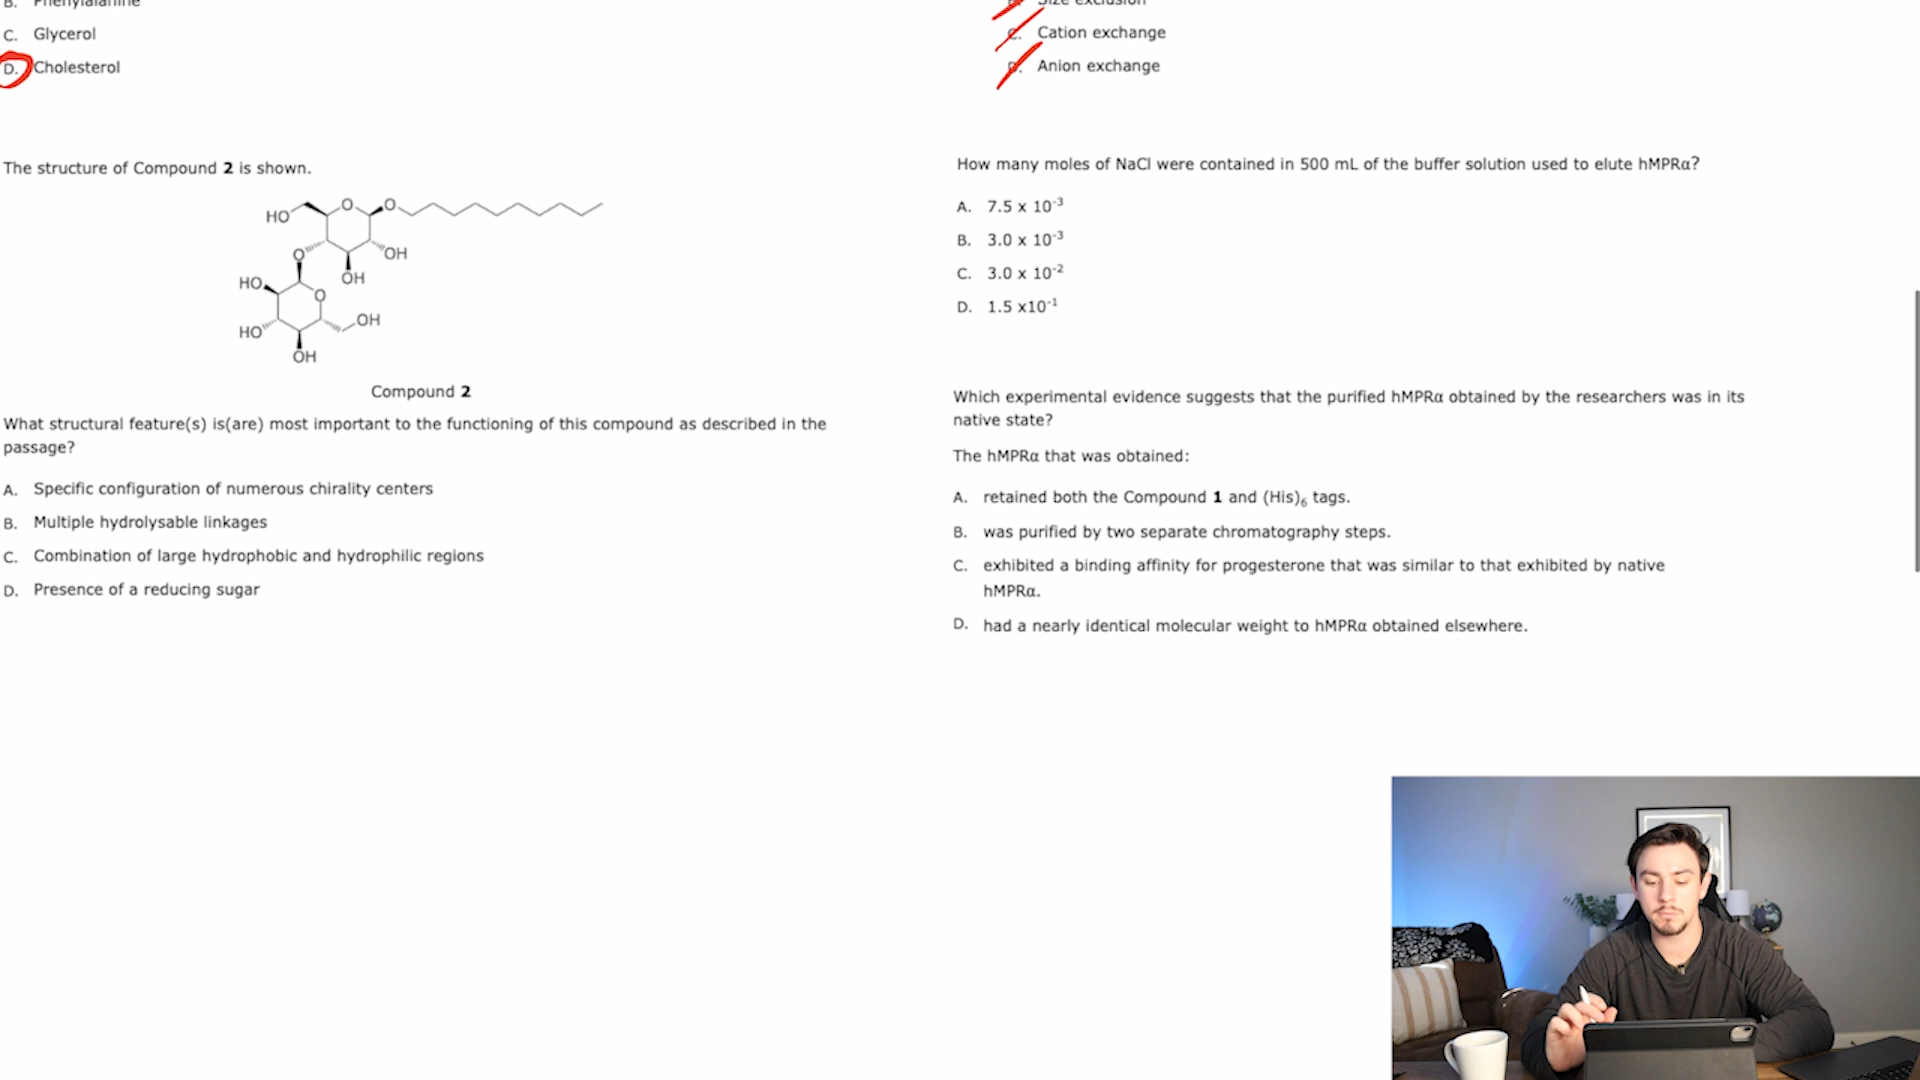 B. Phenylalanine
C. Glycerol
D. Cholesterol
Size exclusion
C. Cation exchange
D. Anion exchange
The structure of Compound 2 is shown.
HO
O
O
OH
OH
O
HO
O
HO
OH
OH
Compound 2
What structural feature(s) is(are) most important to the functioning of this compound as described in the
passage?
A. Specific configuration of numerous chirality centers
B. Multiple hydrolysable linkages
C. Combination of large hydrophobic and hydrophilic regions
D. Presence of a reducing sugar
How many moles of NaCl were contained in 500 mL of the buffer solution used to elute hMPRα?
A. 7.5 x 10⁻³
B. 3.0 x 10⁻³
C. 3.0 x 10⁻²
D. 1.5 x10⁻¹
Which experimental evidence suggests that the purified hMPRα obtained by the researchers was in its
native state?
The hMPRα that was obtained:
A. retained both the Compound 1 and (His)₆ tags.
B. was purified by two separate chromatography steps.
C. exhibited a binding affinity for progesterone that was similar to that exhibited by native
hMPRα.
D. had a nearly identical molecular weight to hMPRα obtained elsewhere.